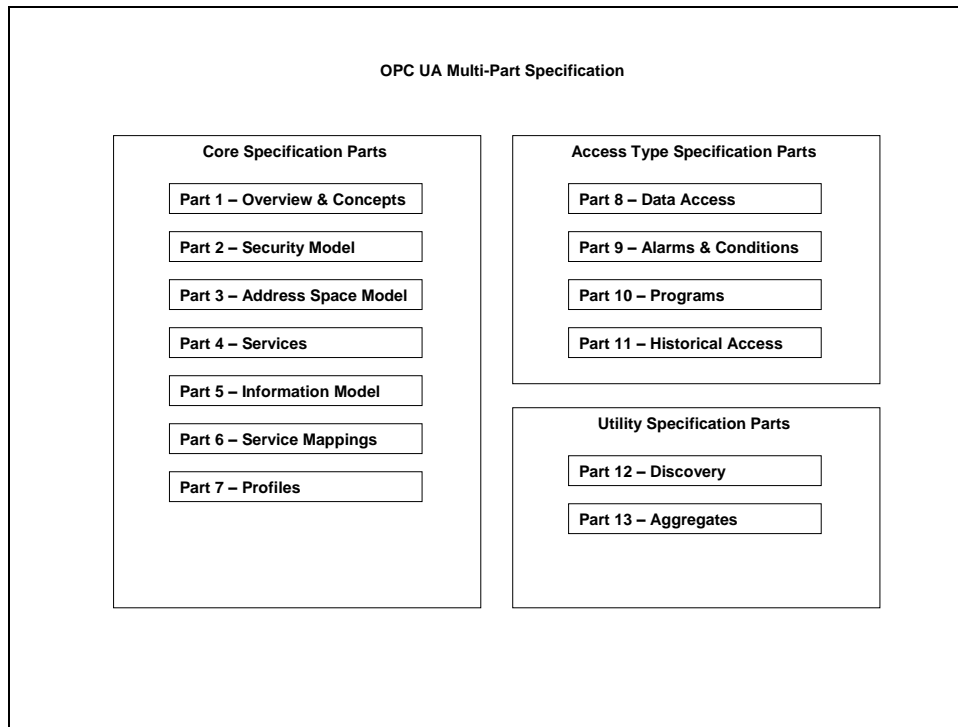 OPC UA Multi-Part Specification
Core Specification Parts
Part 1 – Overview & Concepts
Part 2 – Security Model
Part 3 – Address Space Model
Part 4 – Services
Part 5 – Information Model
Part 6 – Service Mappings
Part 7 – Profiles
Access Type Specification Parts
Part 8 – Data Access
Part 9 – Alarms & Conditions
Part 10 – Programs
Part 11 – Historical Access
Utility Specification Parts
Part 12 – Discovery
Part 13 – Aggregates